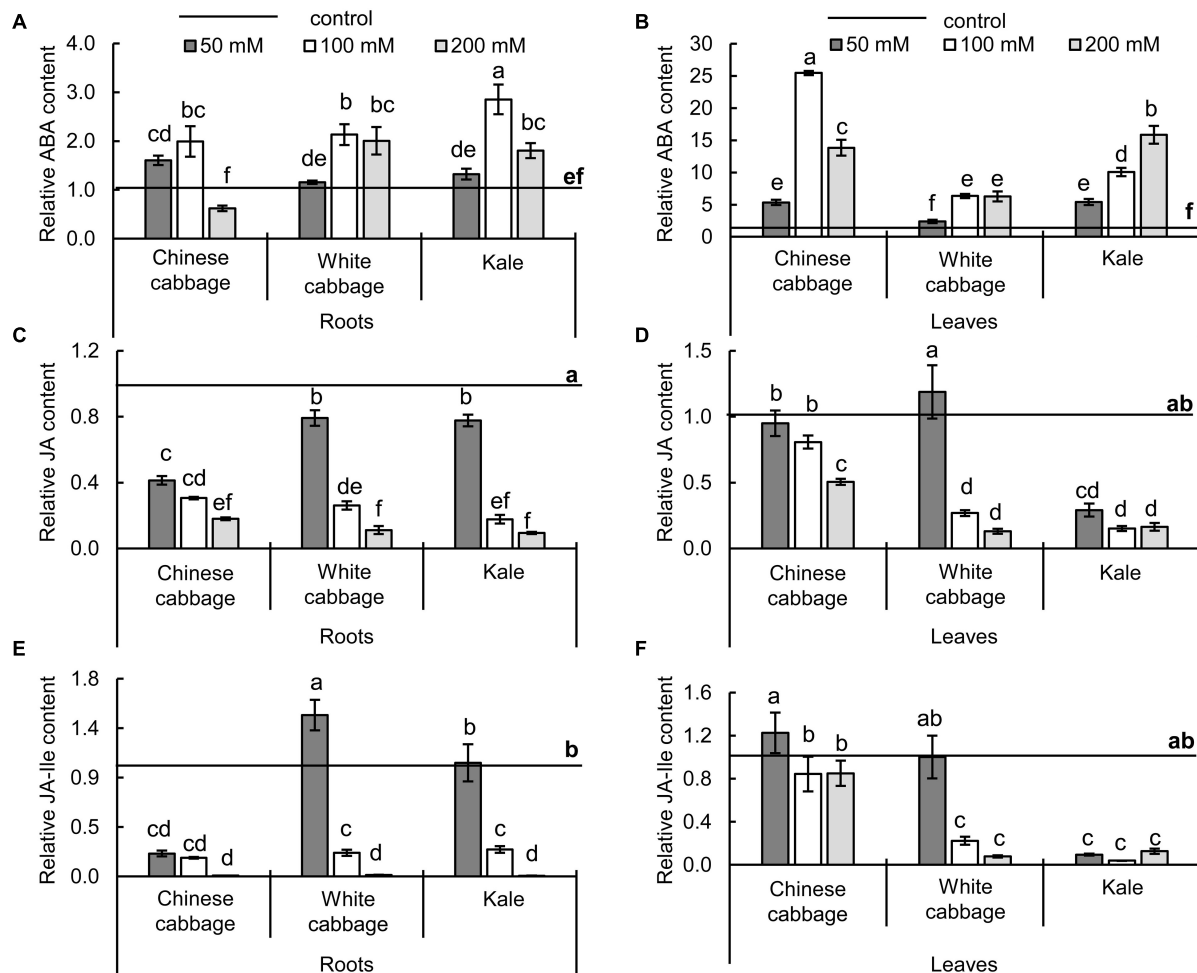 A
control
50 mM 100 mM 200 mM
Relative ABA content
4.0
3.0
2.0
1.0
0.0
cd bc f de b bc de a bc ef
Chinese cabbage
White cabbage
Kale
Roots
B
control
50 mM 100 mM 200 mM
Relative ABA content
30
25
20
15
10
5
0
e a c f e e e d b f
Chinese cabbage
White cabbage
Kale
Leaves
C
Relative JA content
1.2
0.8
0.4
0.0
c cd ef b de f b ef f a
Chinese cabbage
White cabbage
Kale
Roots
D
Relative JA content
1.5
1.0
0.5
0.0
b b c a d d cd d d ab
Chinese cabbage
White cabbage
Kale
Leaves
E
Relative JA-Ile content
1.8
1.4
0.9
0.5
0.0
cd cd d a c d b c d b
Chinese cabbage
White cabbage
Kale
Roots
F
Relative JA-Ile content
1.6
1.2
0.8
0.4
0.0
a b b ab c c c c c ab
Chinese cabbage
White cabbage
Kale
Leaves